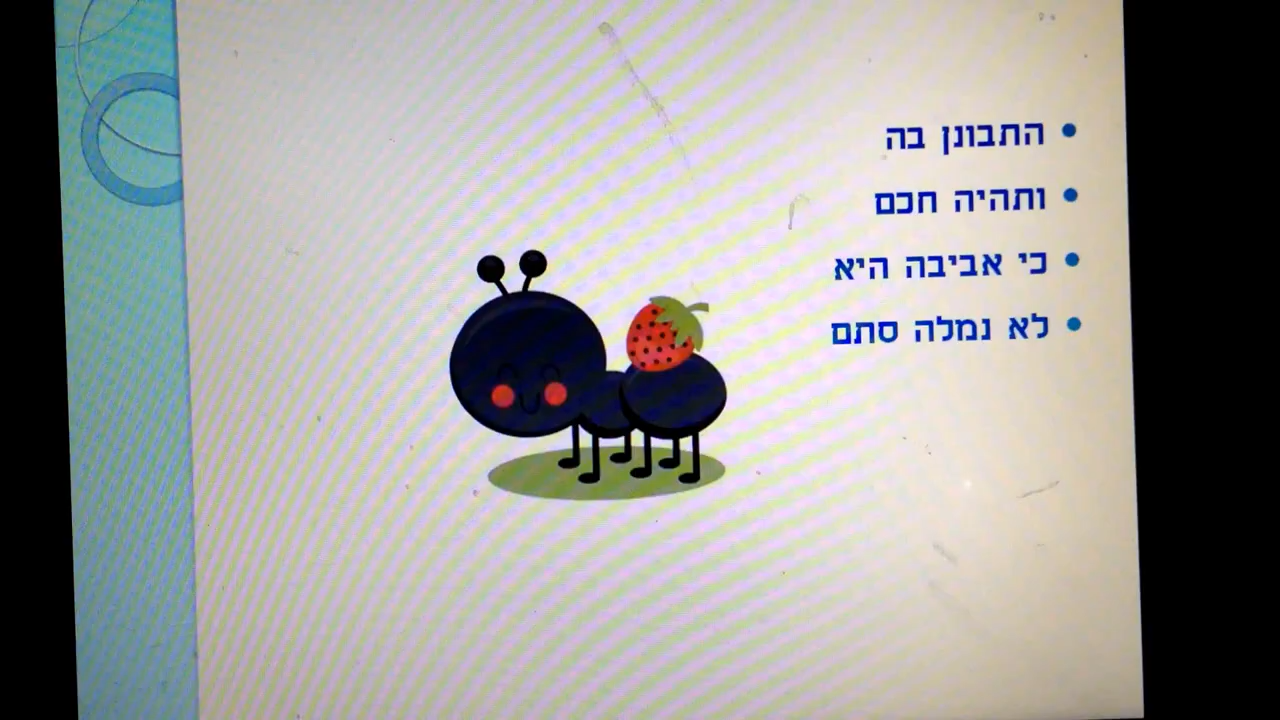 התבונן בה
ותהיה חכם
כי אביבה היא
לא נמלה סתם